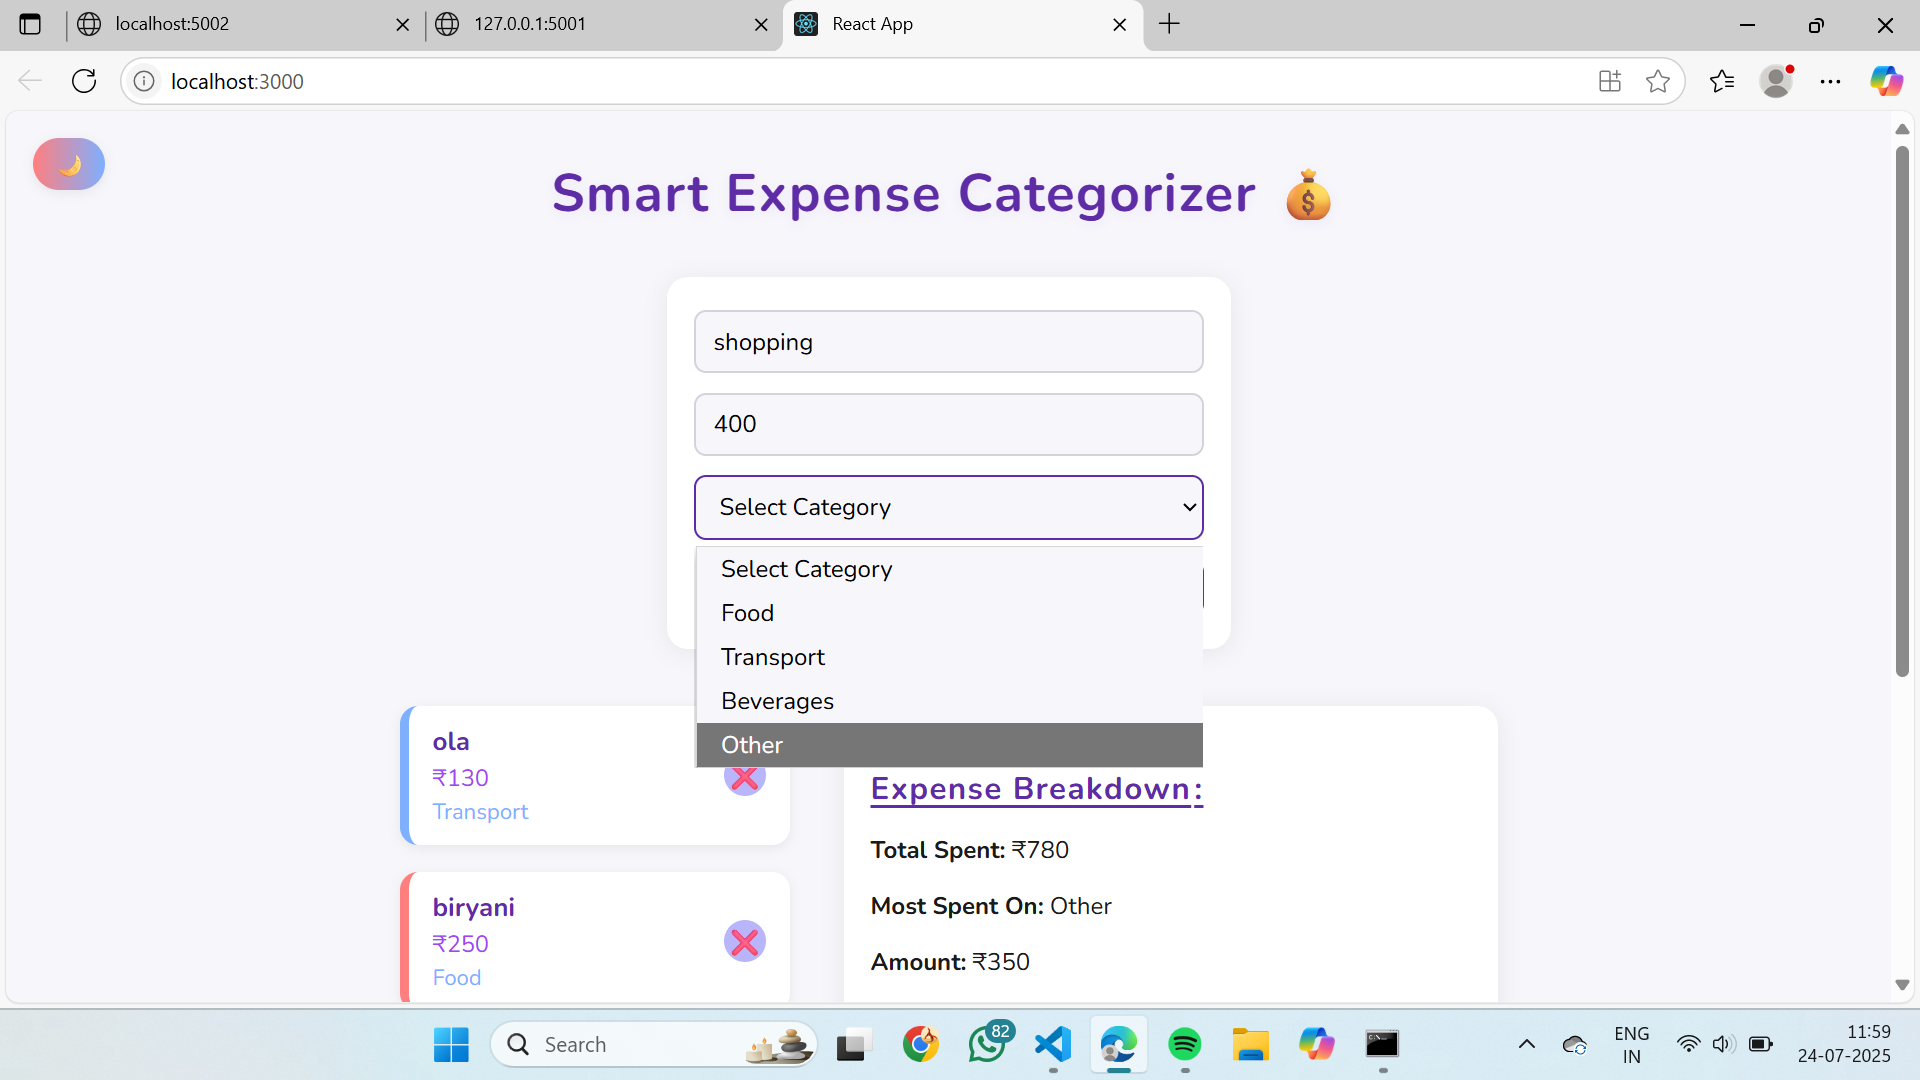 localhost:5002
127.0.0.1:5001
React App
localhost:3000
Smart Expense Categorizer 💰
shopping
400
Select Category
Select Category
Food
Transport
Beverages
Other
ola
₹130
Transport
biryani
₹250
Food
Expense Breakdown:
Total Spent: ₹780
Most Spent On: Other
Amount: ₹350
Search
82
ENG
IN
11:59
24-07-2025